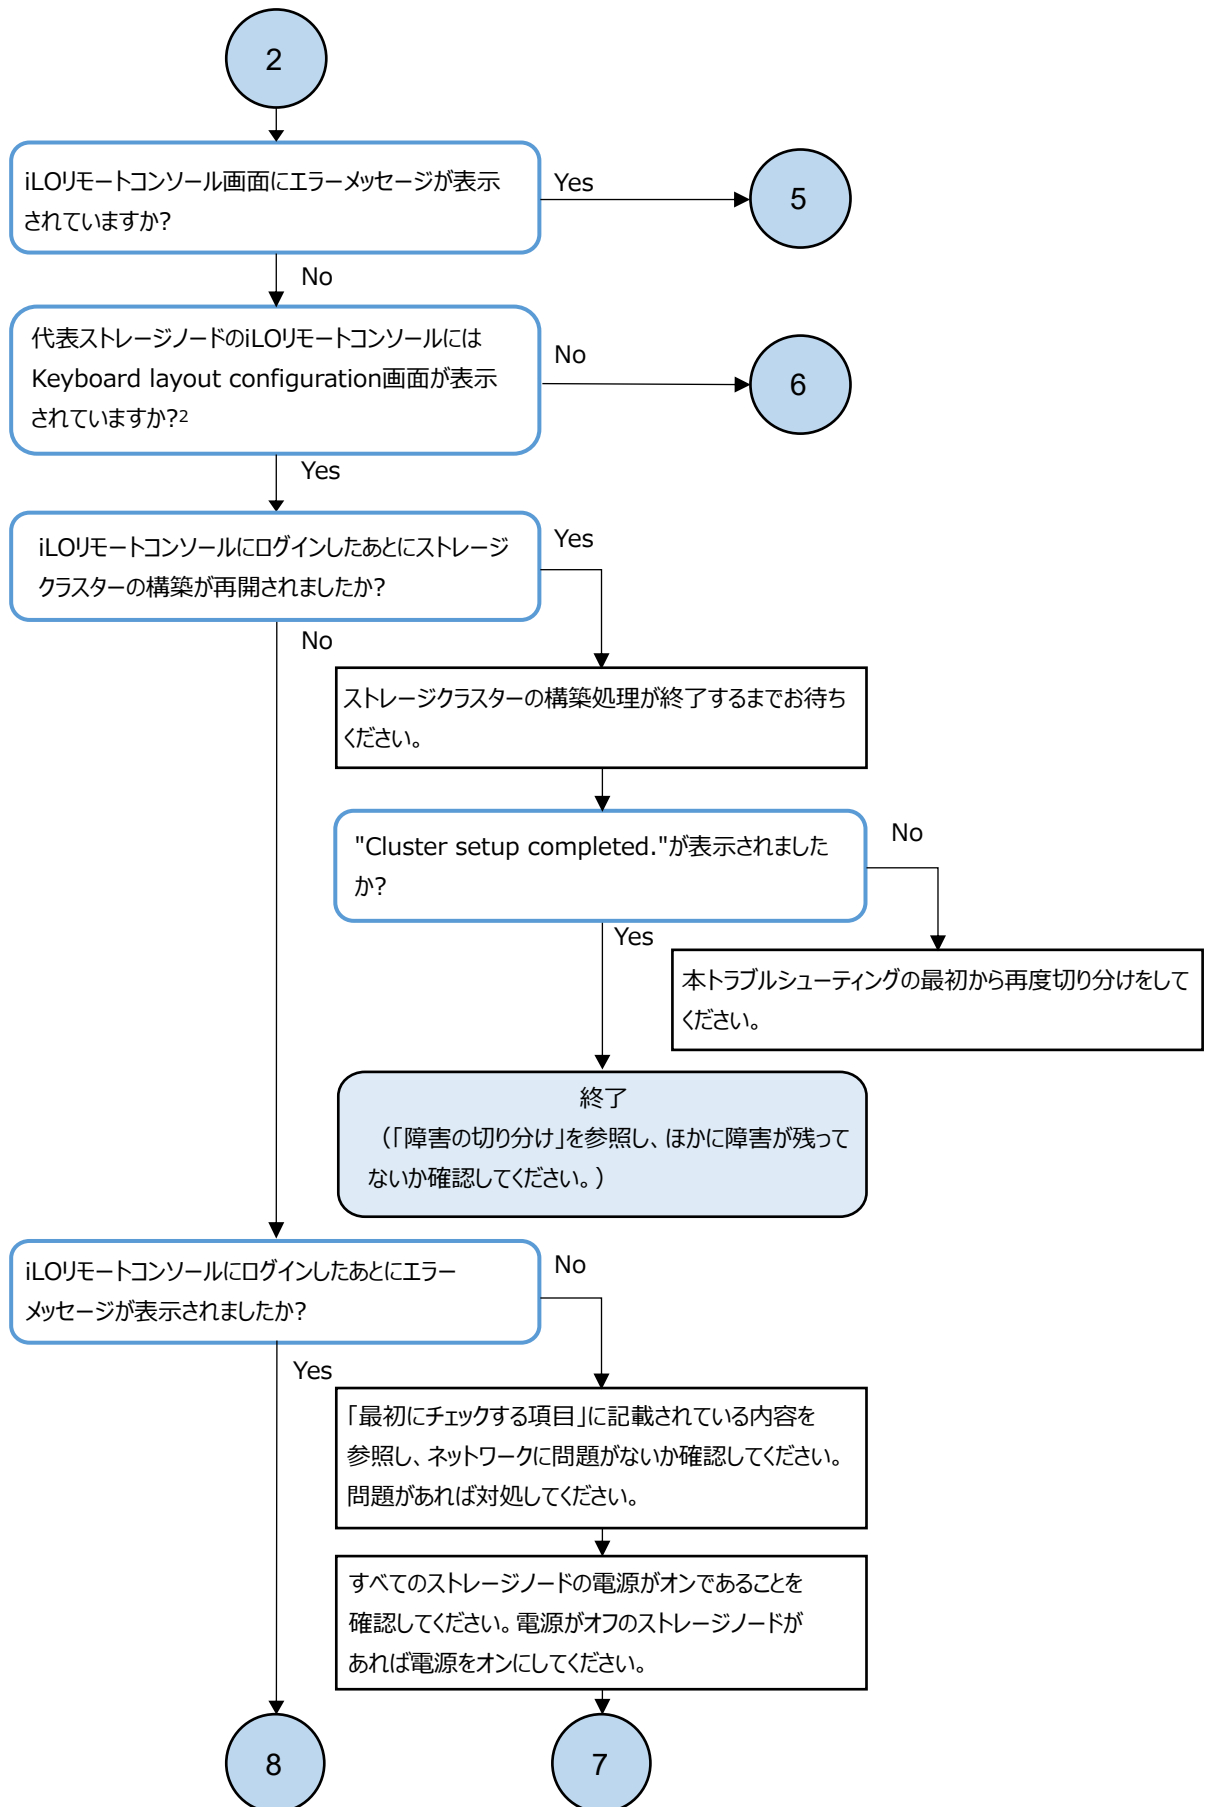 2
iLOリモートコンソール画面にエラーメッセージが表示
されていますか?
Yes
5
No
代表ストレージノードのiLOリモートコンソールには
Keyboard layout configuration画面が表示
されていますか?2
No
6
Yes
iLOリモートコンソールにログインしたあとにストレージ
クラスターの構築が再開されましたか?
Yes
No
ストレージクラスターの構築処理が終了するまでお待ち
ください。
"Cluster setup completed."が表示されました
か?
No
Yes
本トラブルシューティングの最初から再度切り分けをして
ください。
終了
（「障害の切り分け」を参照し、ほかに障害が残って
ないか確認してください。）
iLOリモートコンソールにログインしたあとにエラー
メッセージが表示されましたか?
No
Yes
「最初にチェックする項目」に記載されている内容を
参照し、ネットワークに問題がないか確認してください。
問題があれば対処してください。
すべてのストレージノードの電源がオンであることを
確認してください。電源がオフのストレージノードが
あれば電源をオンにしてください。
8
7